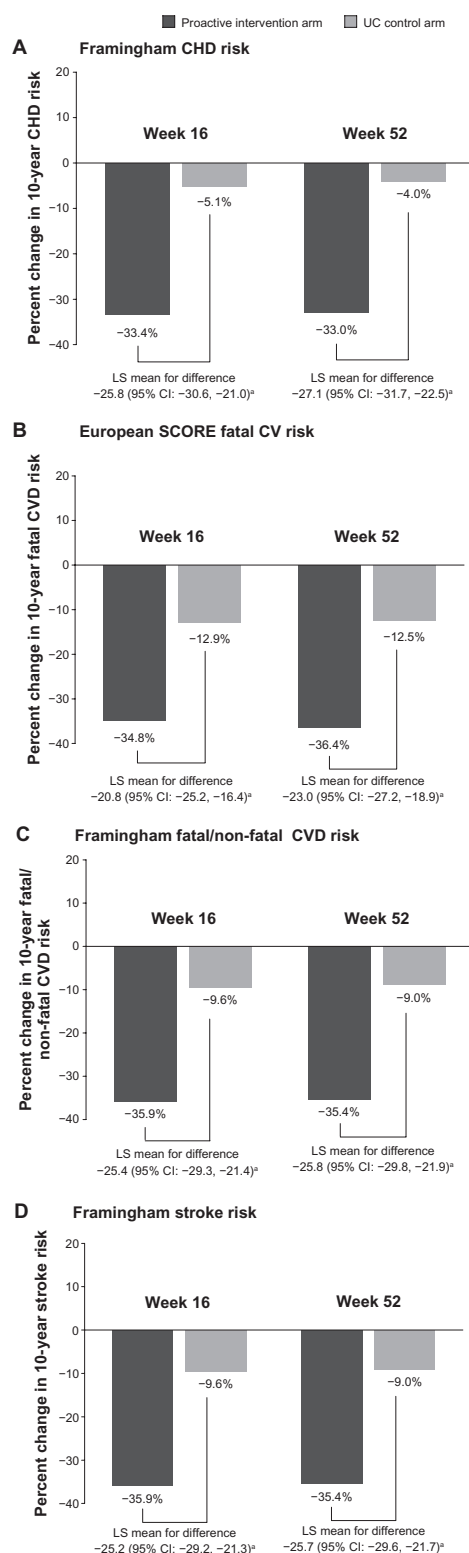 Proactive intervention arm UC control arm
A Framingham CHD risk
Percent change in 10-year CHD risk
20
10
0
−10
−20
−30
−40
Week 16 Week 52
−5.1% −4.0%
−33.4% −33.0%
LS mean for difference LS mean for difference
−25.8 (95% CI: −30.6, −21.0)ᵃ −27.1 (95% CI: −31.7, −22.5)ᵃ
B European SCORE fatal CV risk
Percent change in 10-year fatal CVD risk
20
10
0
−10
−20
−30
−40
Week 16 Week 52
−12.9% −12.5%
−34.8% −36.4%
LS mean for difference LS mean for difference
−20.8 (95% CI: −25.2, −16.4)ᵃ −23.0 (95% CI: −27.2, −18.9)ᵃ
C Framingham fatal/non-fatal CVD risk
Percent change in 10-year fatal/
non-fatal CVD risk
20
10
0
−10
−20
−30
−40
Week 16 Week 52
−9.6% −9.0%
−35.9% −35.4%
LS mean for difference LS mean for difference
−25.4 (95% CI: −29.3, −21.4)ᵃ −25.8 (95% CI: −29.8, −21.9)ᵃ
D Framingham stroke risk
Percent change in 10-year stroke risk
20
10
0
−10
−20
−30
−40
Week 16 Week 52
−9.6% −9.0%
−35.9% −35.4%
LS mean for difference LS mean for difference
−25.2 (95% CI: −29.2, −21.3)ᵃ −25.7 (95% CI: −29.6, −21.7)ᵃ